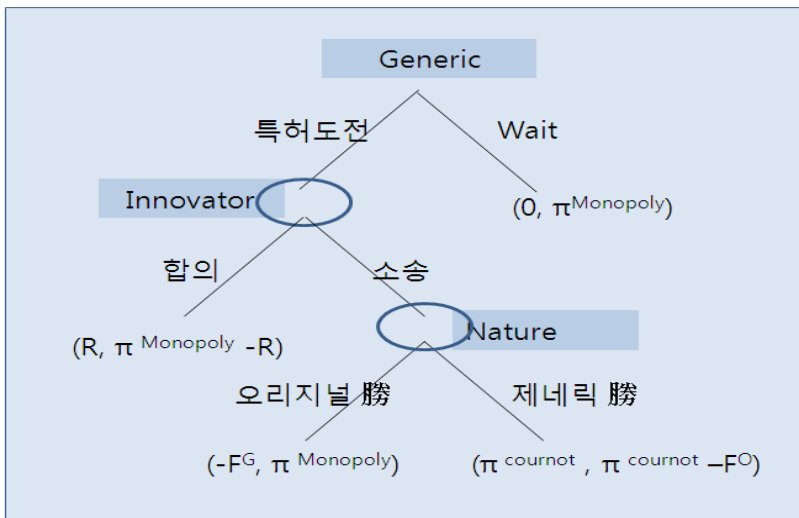 Generic
특허도전 Wait
Innovator
(0, π^Monopoly)
합의 소송
(R, π ^Monopoly -R)
Nature
오리지널 勝 제네릭 勝
(-F^G, π ^Monopoly) (π ^cournot , π ^cournot –F^O)